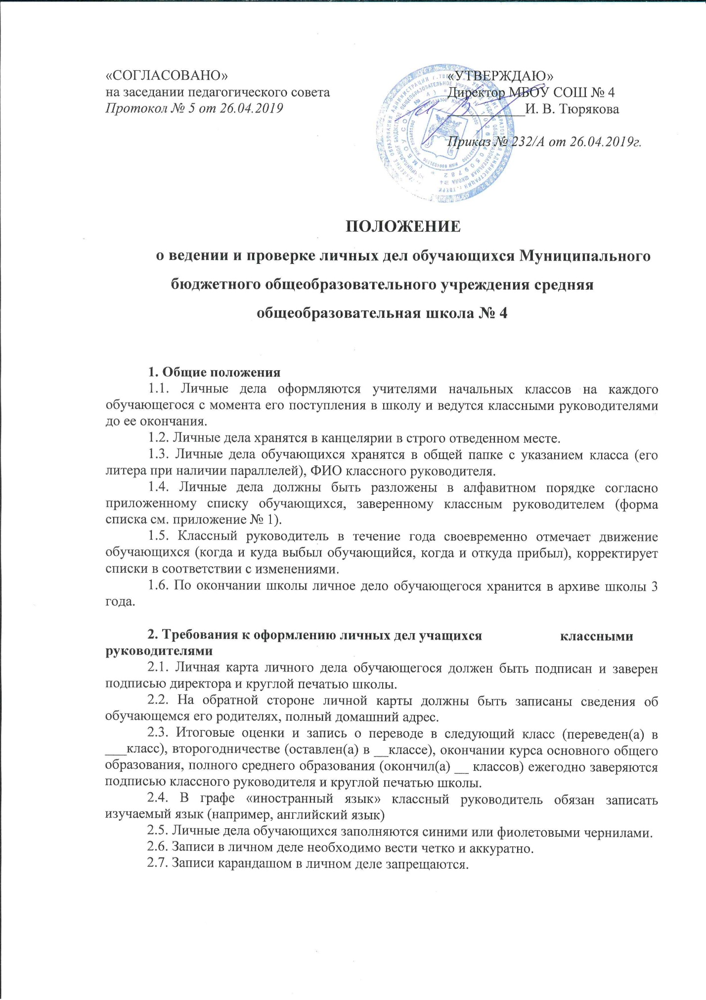 «СОГЛАСОВАНО»
на заседании педагогического совета
Протокол № 5 от 26.04.2019
«УТВЕРЖДАЮ»
Директор МБОУ СОШ № 4
___________И. В. Тюрякова
Приказ № 232/А от 26.04.2019г.
ПОЛОЖЕНИЕ
о ведении и проверке личных дел обучающихся Муниципального
бюджетного общеобразовательного учреждения средняя
общеобразовательная школа № 4
1. Общие положения
1.1. Личные дела оформляются учителями начальных классов на каждого
обучающегося с момента его поступления в школу и ведутся классными руководителями
до ее окончания.
1.2. Личные дела хранятся в канцелярии в строго отведенном месте.
1.3. Личные дела обучающихся хранятся в общей папке с указанием класса (его
литера при наличии параллелей), ФИО классного руководителя.
1.4. Личные дела должны быть разложены в алфавитном порядке согласно
приложенному списку обучающихся, заверенному классным руководителем (форма
списка см. приложение № 1).
1.5. Классный руководитель в течение года своевременно отмечает движение
обучающихся (когда и куда выбыл обучающийся, когда и откуда прибыл), корректирует
списки в соответствии с изменениями.
1.6. По окончании школы личное дело обучающегося хранится в архиве школы 3
года.
2. Требования к оформлению личных дел учащихся классными
руководителями
2.1. Личная карта личного дела обучающегося должен быть подписан и заверен
подписью директора и круглой печатью школы.
2.2. На обратной стороне личной карты должны быть записаны сведения об
обучающемся его родителях, полный домашний адрес.
2.3. Итоговые оценки и запись о переводе в следующий класс (переведен(а) в
___класс), второгодничестве (оставлен(а) в __классе), окончании курса основного общего
образования, полного среднего образования (окончил(а) __ классов) ежегодно заверяются
подписью классного руководителя и круглой печатью школы.
2.4. В графе «иностранный язык» классный руководитель обязан записать
изучаемый язык (например, английский язык)
2.5. Личные дела обучающихся заполняются синими или фиолетовыми чернилами.
2.6. Записи в личном деле необходимо вести четко и аккуратно.
2.7. Записи карандашом в личном деле запрещаются.